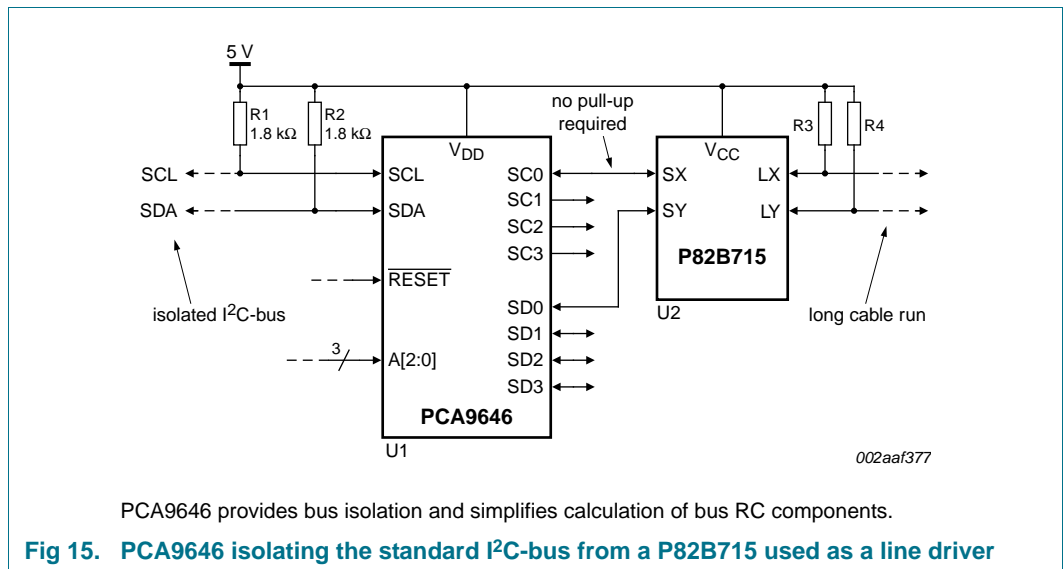 5 V
R1
1.8 kΩ
R2
1.8 kΩ
no pull-up
required
R3
R4
VDD
VCC
SCL
SCL
SC0
SX
LX
SDA
SDA
SC1
SY
LY
SC2
SC3
P82B715
RESET
isolated I2C-bus
SD0
U2
long cable run
SD1
3
A[2:0]
SD2
SD3
PCA9646
U1
002aaf377
PCA9646 provides bus isolation and simplifies calculation of bus RC components.
Fig 15. PCA9646 isolating the standard I2C-bus from a P82B715 used as a line driver